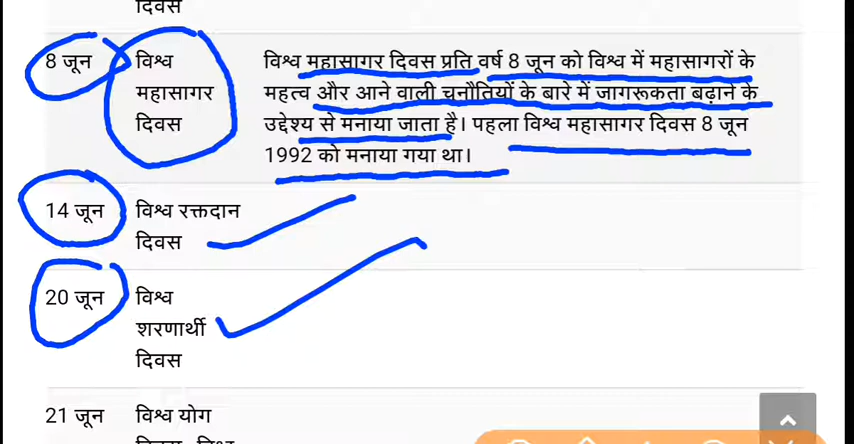 दिवस
8 जून
विश्व
महासागर
दिवस
विश्व महासागर दिवस प्रति वर्ष 8 जून को विश्व में महासागरों के
महत्व और आने वाली चुनौतियों के बारे में जागरूकता बढ़ाने के
उद्देश्य से मनाया जाता है। पहला विश्व महासागर दिवस 8 जून
1992 को मनाया गया था।
14 जून
विश्व रक्तदान
दिवस
20 जून
विश्व
शरणार्थी
दिवस
21 जून
विश्व योग